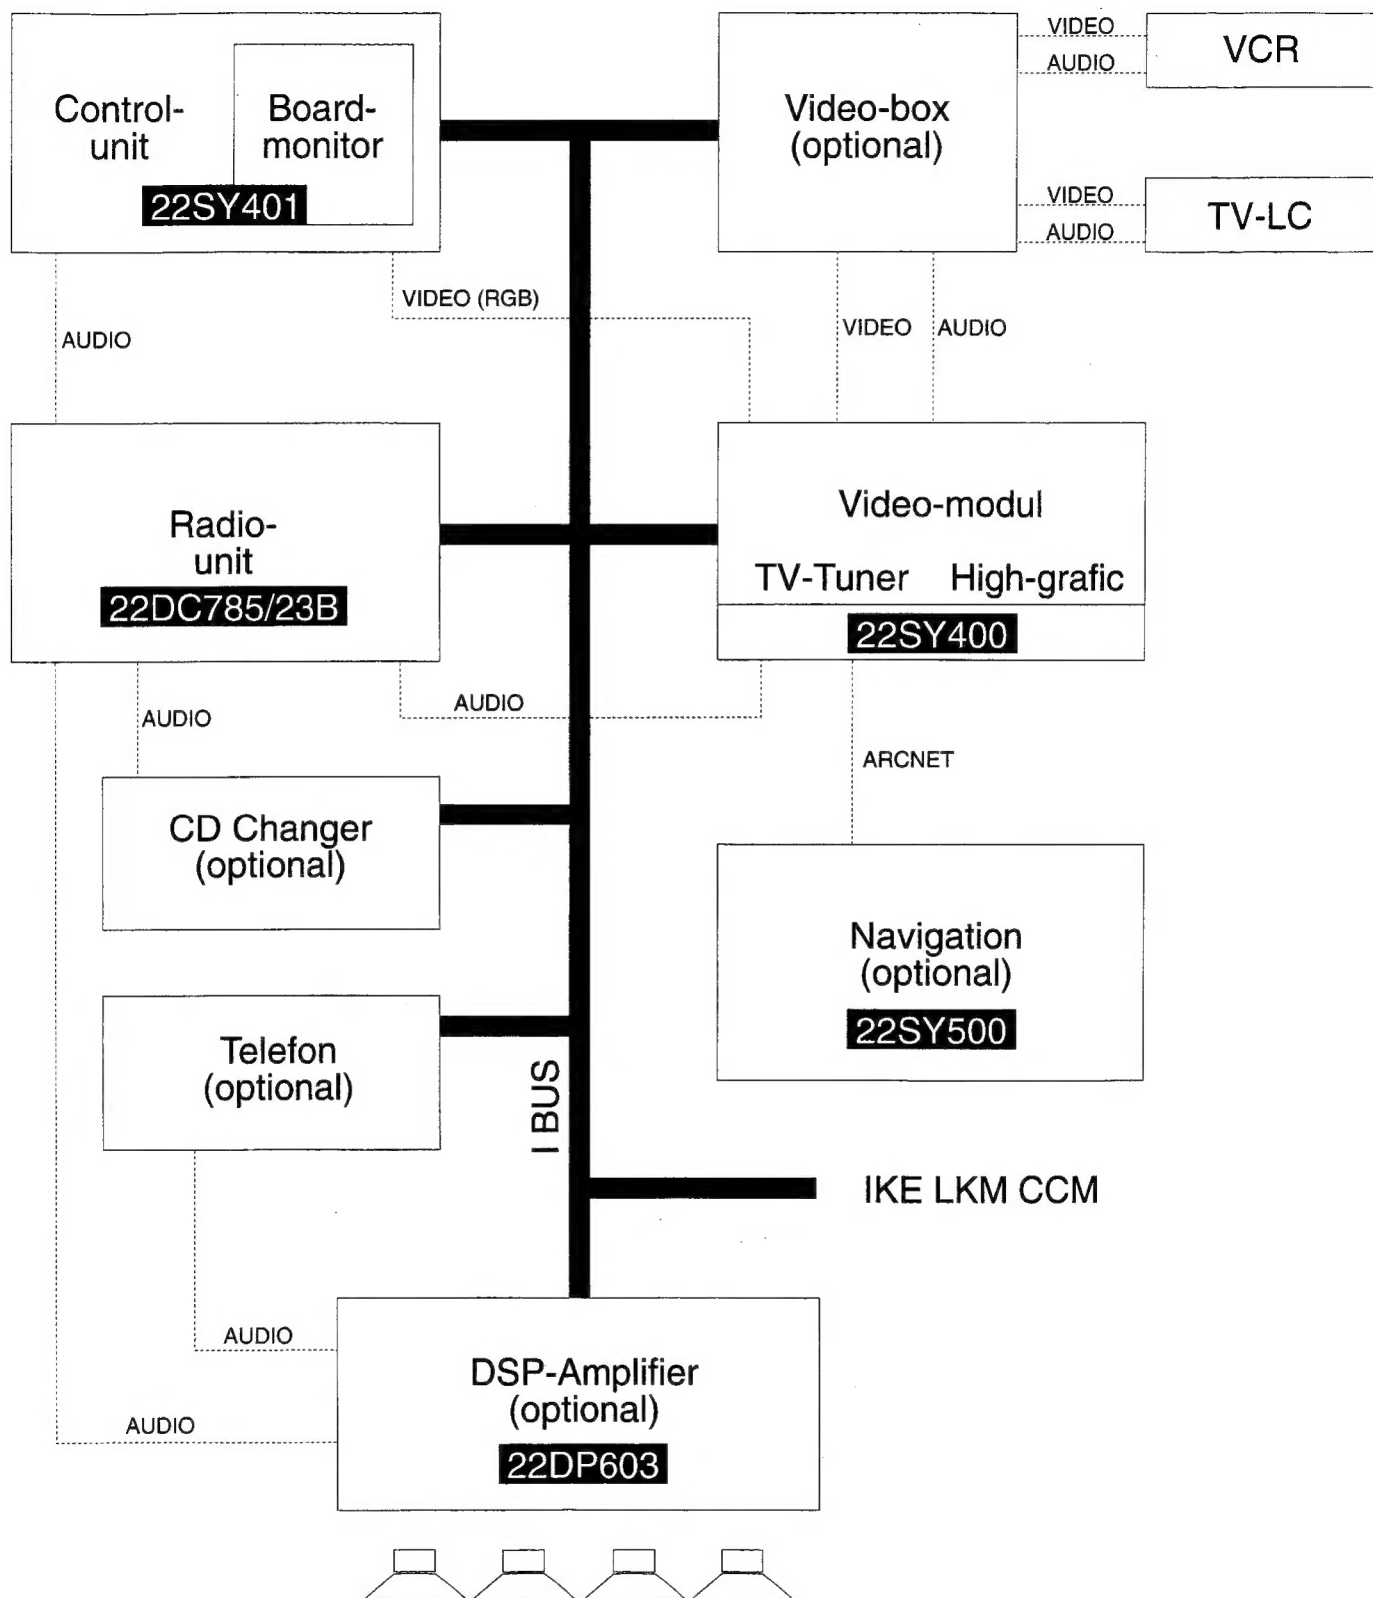 Control-
unit
Board-
monitor
22SY401
Video-box
(optional)
VIDEO
AUDIO
VCR
VIDEO
AUDIO
TV-LC
AUDIO
VIDEO (RGB)
VIDEO
AUDIO
Radio-
unit
22DC785/23B
Video-modul
TV-Tuner
High-grafic
22SY400
AUDIO
AUDIO
ARCNET
CD Changer
(optional)
Navigation
(optional)
22SY500
Telefon
(optional)
I BUS
IKE LKM CCM
AUDIO
AUDIO
DSP-Amplifier
(optional)
22DP603